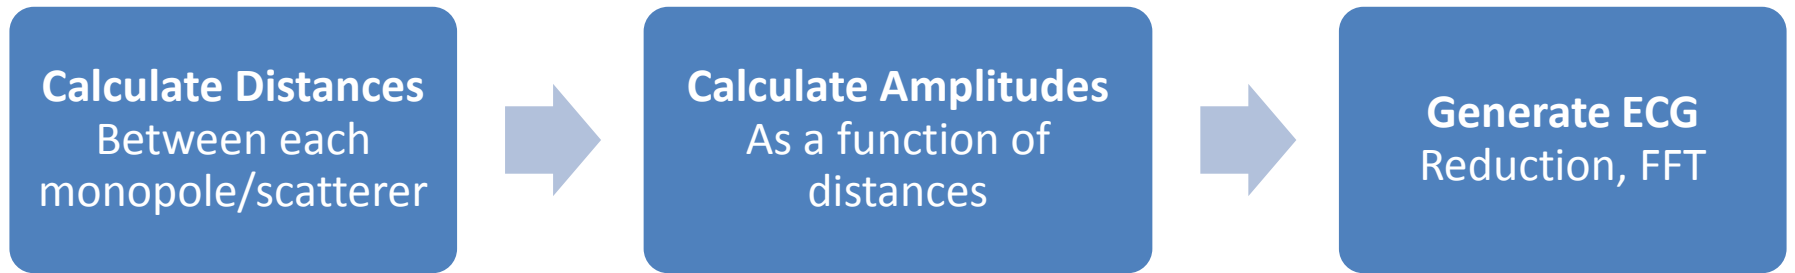 Calculate Distances
Between each
monopole/scatterer
Calculate Amplitudes
As a function of
distances
Generate ECG
Reduction, FFT